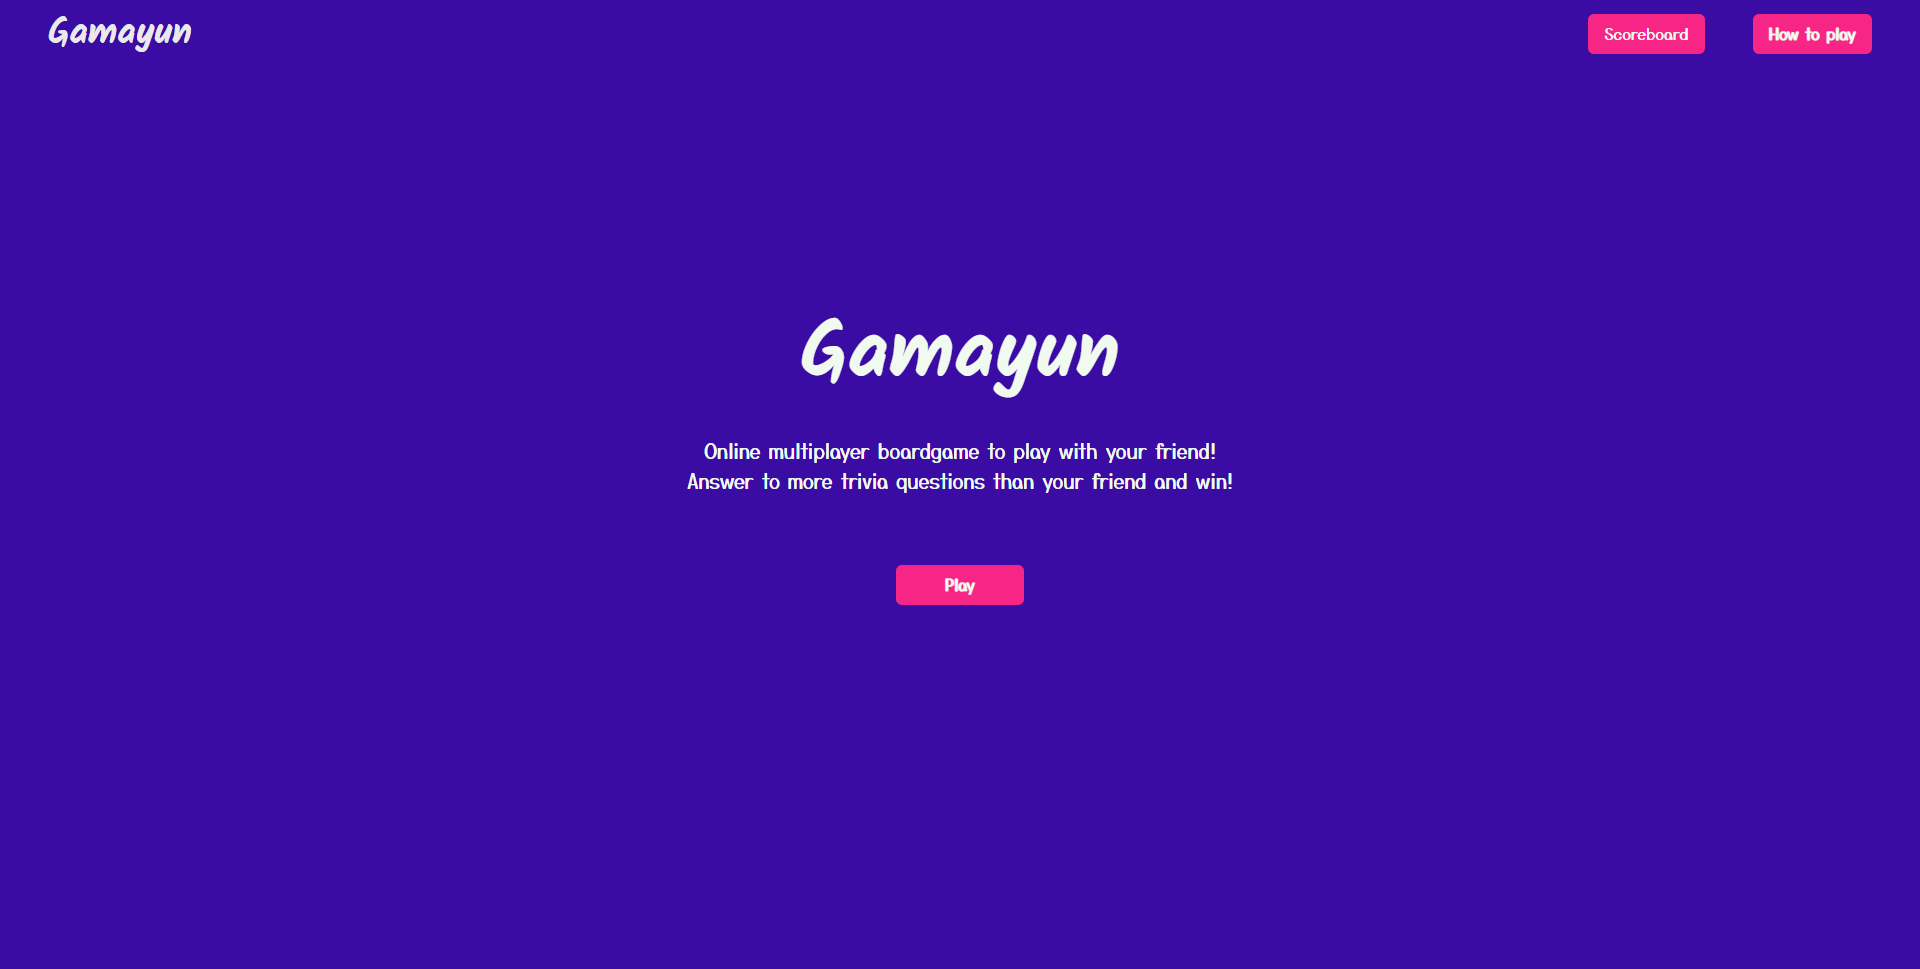 Gamayun
Scoreboard
How to play
Gamayun
Online multiplayer boardgame to play with your friend!
Answer to more trivia questions than your friend and win!
Play